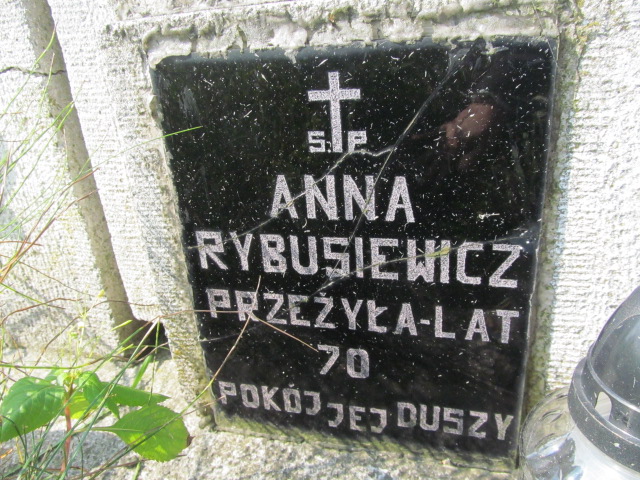 S.P
ANNA
RYBUSIEWICZ
PRZEŻYŁA-LAT
70
POKÓJ JEJ DUSZY